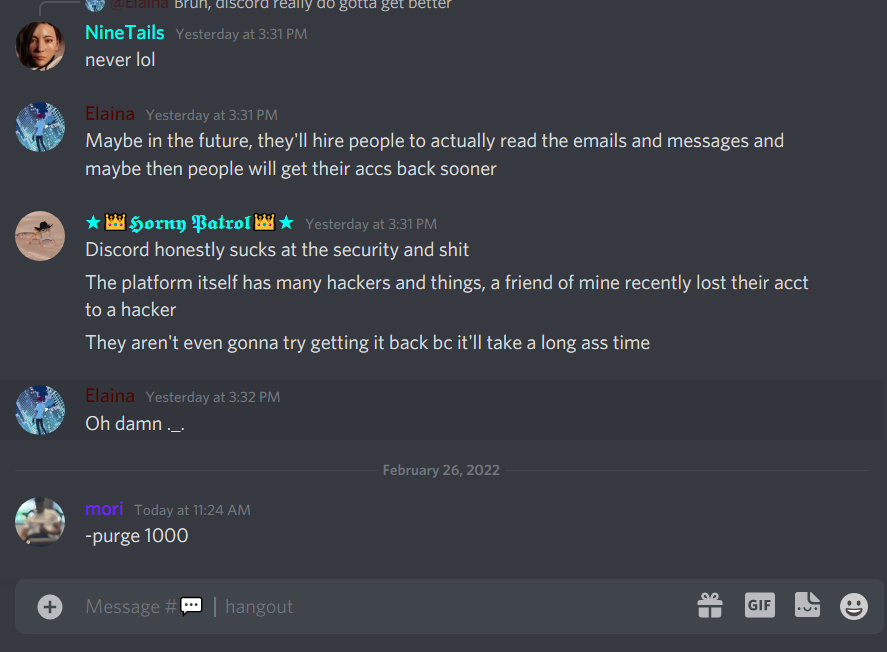 @Elaina Bruh, discord really do gotta get better
NineTails Yesterday at 3:31 PM
never lol
Elaina Yesterday at 3:31 PM
Maybe in the future, they'll hire people to actually read the emails and messages and
maybe then people will get their accs back sooner
★👑𝕳𝖔𝖗𝖓𝖞 𝕻𝖆𝖙𝖗𝖔𝖑👑★ Yesterday at 3:31 PM
Discord honestly sucks at the security and shit
The platform itself has many hackers and things, a friend of mine recently lost their acct
to a hacker
They aren't even gonna try getting it back bc it'll take a long ass time
Elaina Yesterday at 3:32 PM
Oh damn ._.
February 26, 2022
mori Today at 11:24 AM
-purge 1000
Message #💬 | hangout
GIF